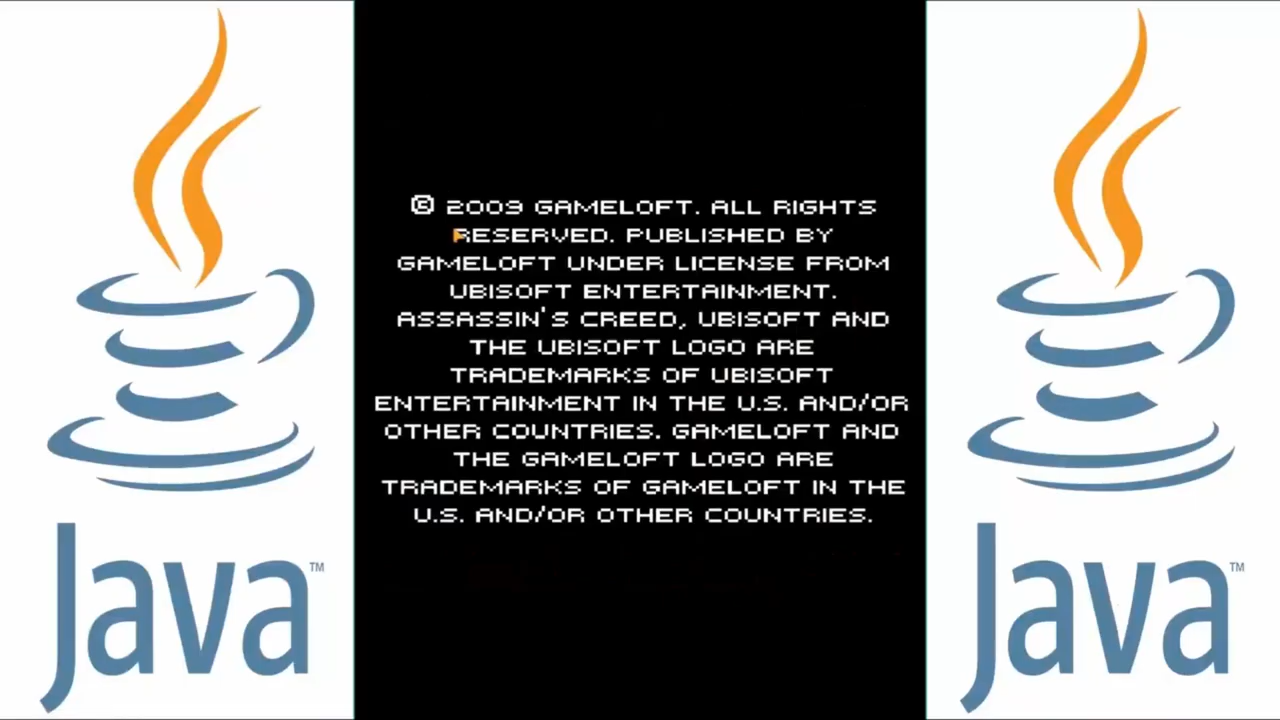 © 2009 GAMELOFT. ALL RIGHTS
RESERVED. PUBLISHED BY
GAMELOFT UNDER LICENSE FROM
UBISOFT ENTERTAINMENT.
ASSASSIN'S CREED, UBISOFT AND
THE UBISOFT LOGO ARE
TRADEMARKS OF UBISOFT
ENTERTAINMENT IN THE U.S. AND/OR
OTHER COUNTRIES. GAMELOFT AND
THE GAMELOFT LOGO ARE
TRADEMARKS OF GAMELOFT IN THE
U.S. AND/OR OTHER COUNTRIES.
Java™
Java™